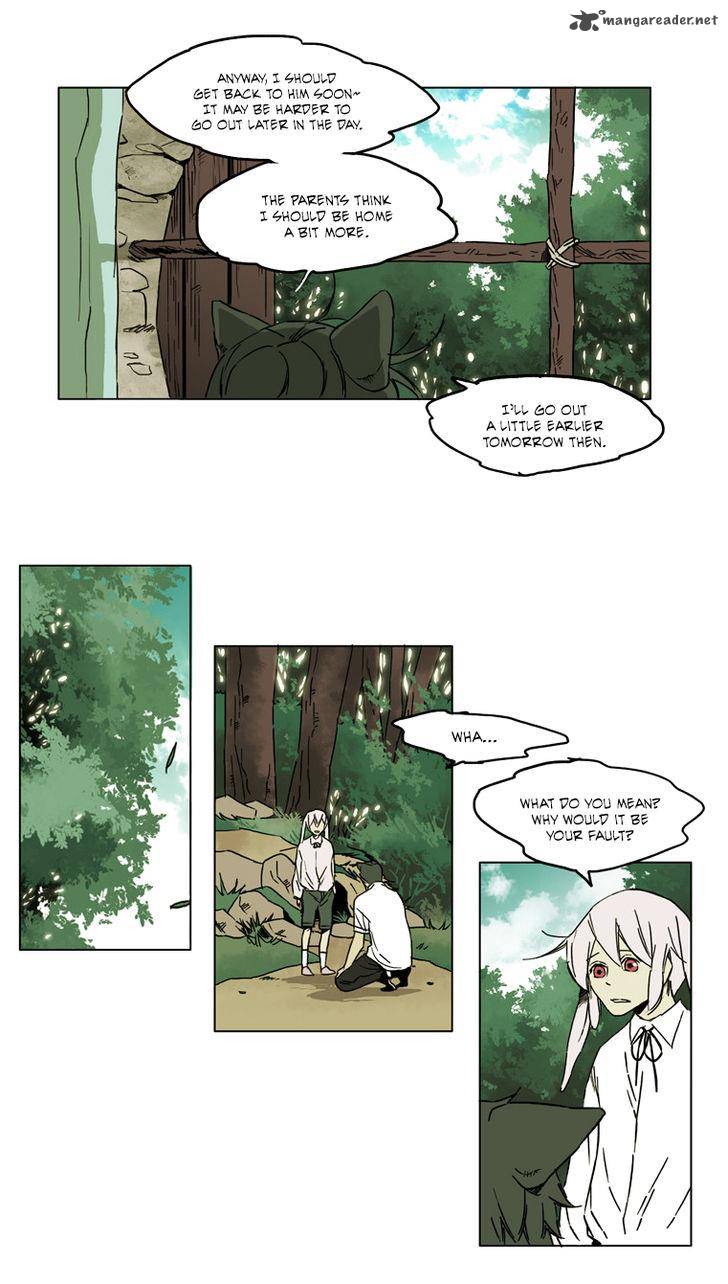 mangareader.net
ANYWAY, I SHOULD
GET BACK TO HIM SOON~
IT MAY BE HARDER TO
GO OUT LATER IN THE DAY.
THE PARENTS THINK
I SHOULD BE HOME
A BIT MORE.
I'LL GO OUT
A LITTLE EARLIER
TOMORROW THEN.
WHA...
WHAT DO YOU MEAN?
WHY WOULD IT BE
YOUR FAULT?